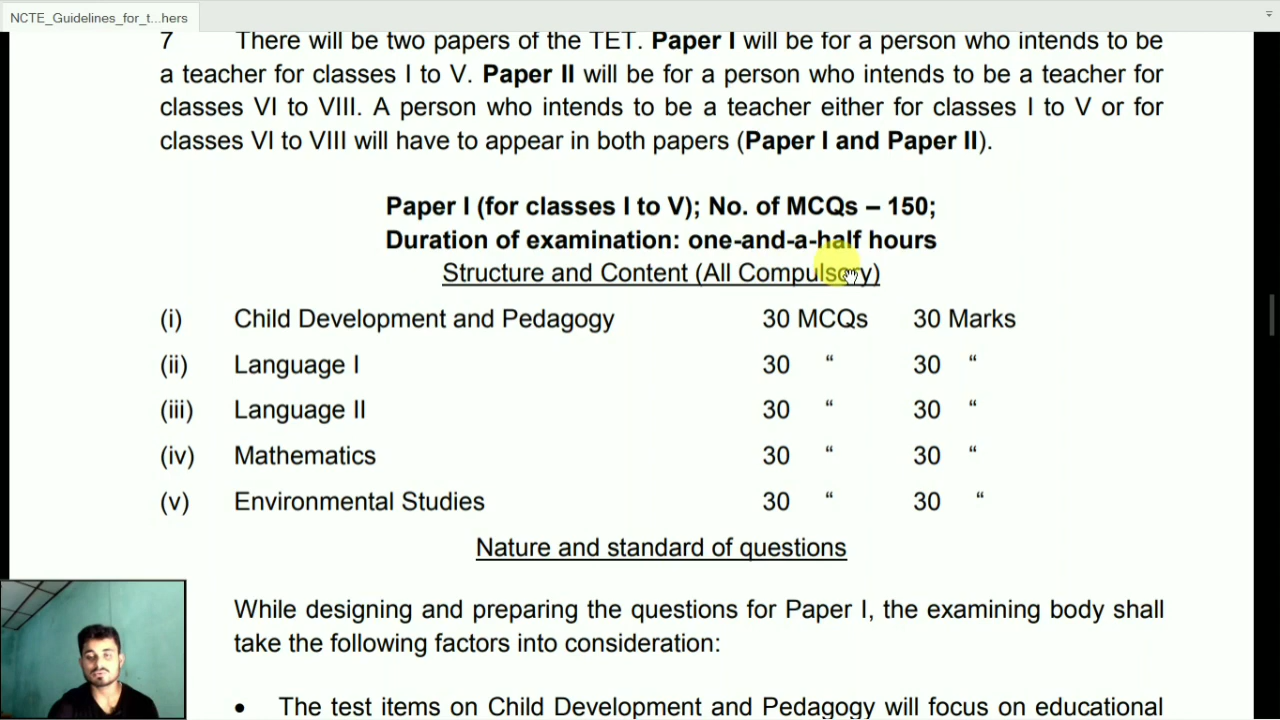 NCTE_Guidelines_for_t...hers
7 There will be two papers of the TET. Paper I will be for a person who intends to be
a teacher for classes I to V. Paper II will be for a person who intends to be a teacher for
classes VI to VIII. A person who intends to be a teacher either for classes I to V or for
classes VI to VIII will have to appear in both papers (Paper I and Paper II).
Paper I (for classes I to V); No. of MCQs – 150;
Duration of examination: one-and-a-half hours
Structure and Content (All Compulsory)
(i) Child Development and Pedagogy 30 MCQs 30 Marks
(ii) Language I 30 “ 30 “
(iii) Language II 30 “ 30 “
(iv) Mathematics 30 “ 30 “
(v) Environmental Studies 30 “ 30 “
Nature and standard of questions
While designing and preparing the questions for Paper I, the examining body shall
take the following factors into consideration:
• The test items on Child Development and Pedagogy will focus on educational